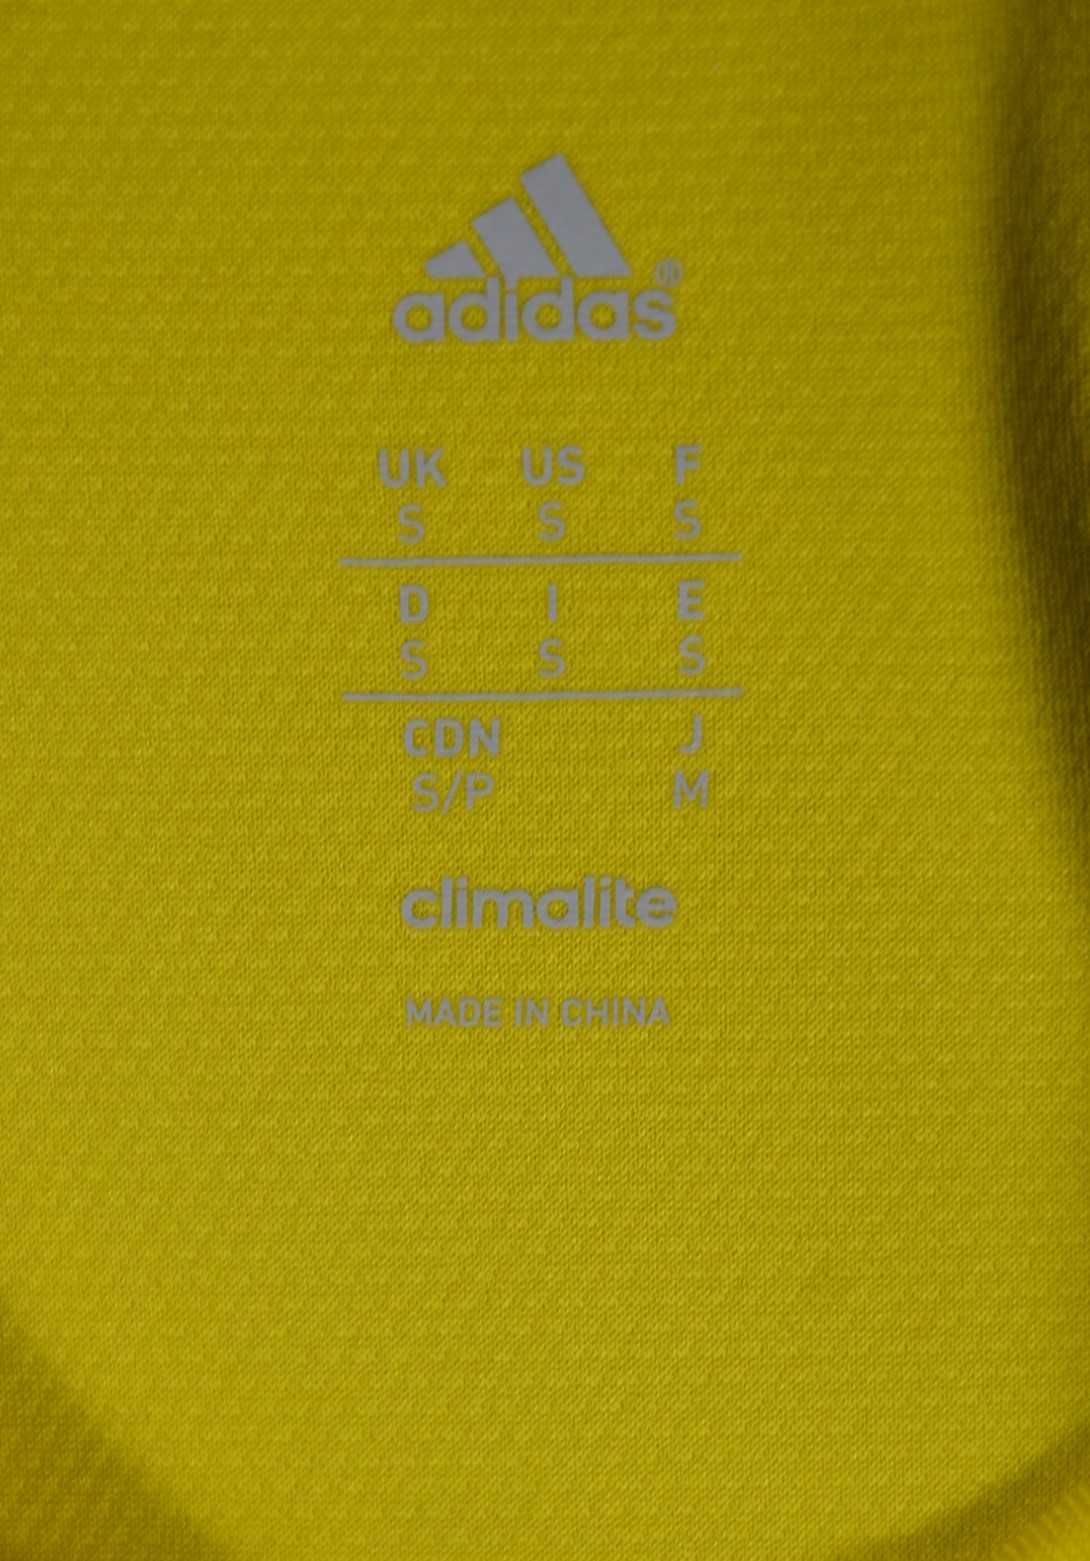 adidas®
UK US F
S S S
D I E
S S S
CDN J
S/P M
climalite
MADE IN CHINA